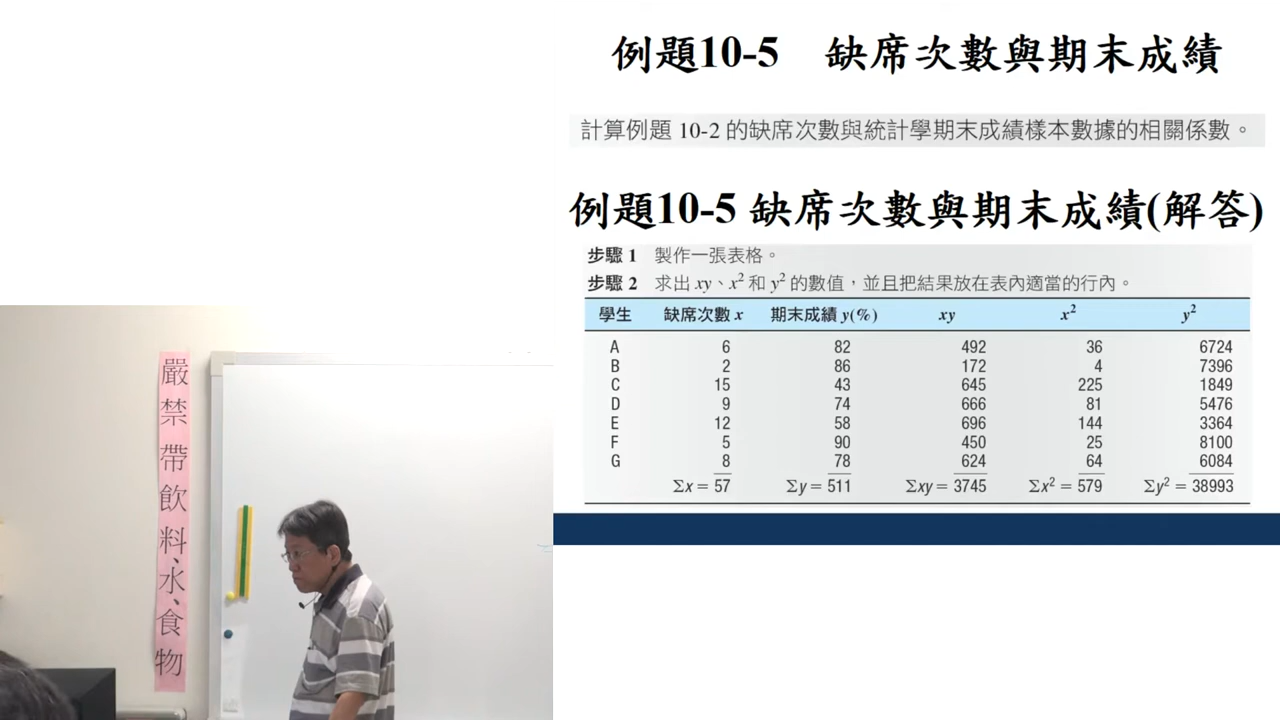 例題10-5 缺席次數與期末成績
計算例題 10-2 的缺席次數與統計學期末成績樣本數據的相關係數。
例題10-5 缺席次數與期末成績(解答)
步驟 1 製作一張表格。
步驟 2 求出 xy、x² 和 y² 的數值，並且把結果放在表內適當的行內。
學生 缺席次數 x 期末成績 y(%) xy x² y²
A 6 82 492 36 6724
B 2 86 172 4 7396
C 15 43 645 225 1849
D 9 74 666 81 5476
E 12 58 696 144 3364
F 5 90 450 25 8100
G 8 78 624 64 6084
Σx = 57 Σy = 511 Σxy = 3745 Σx² = 579 Σy² = 38993
嚴禁帶飲料、水、食物